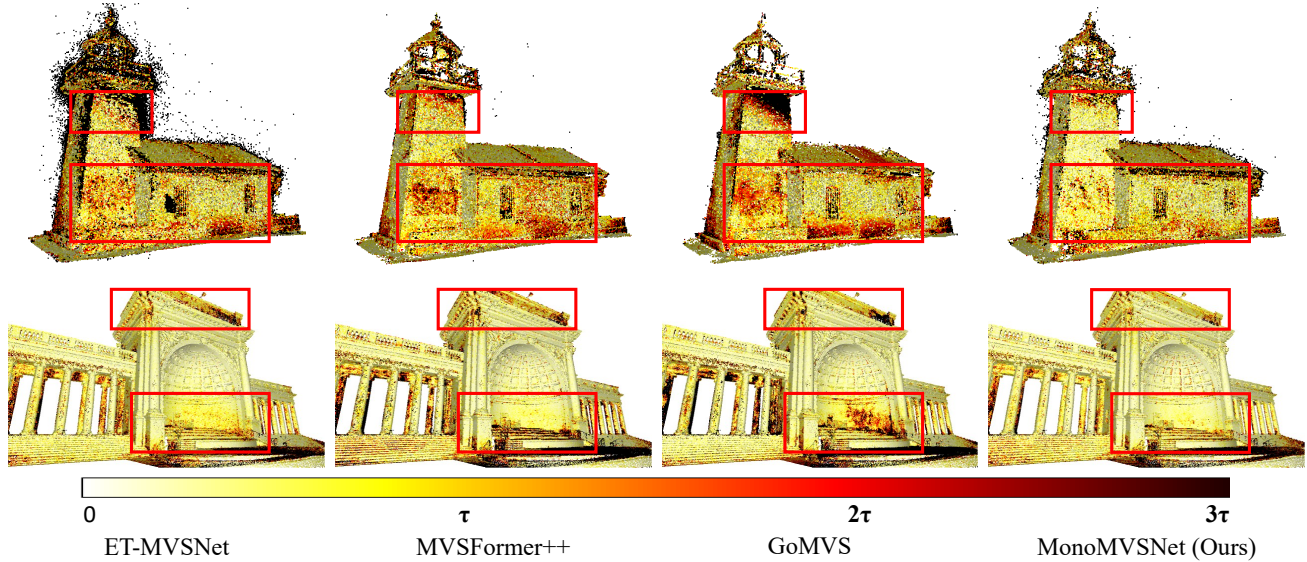 0 τ 2τ 3τ
ET-MVSNet MVSFormer++ GoMVS MonoMVSNet (Ours)